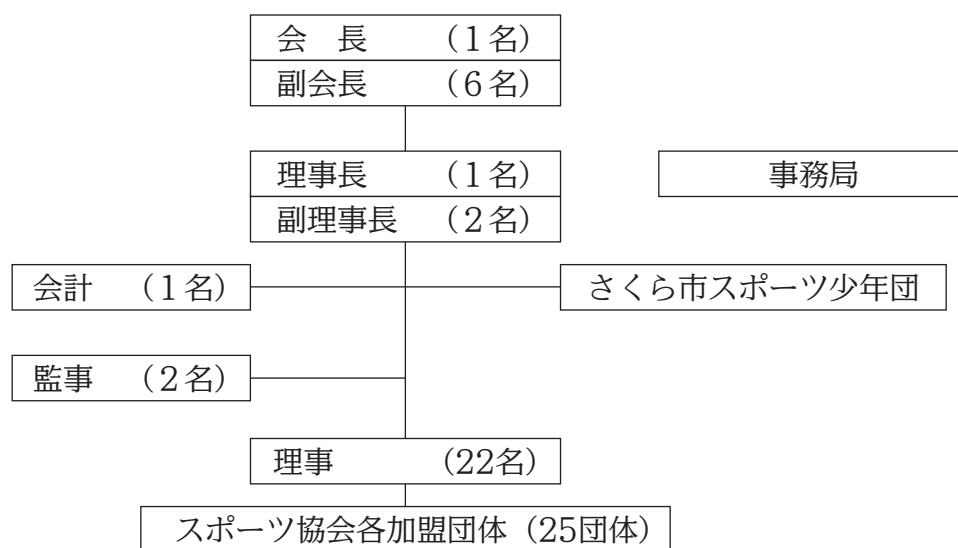 会 長 (1名)
副会長 (6名)
理事長 (1名)
事務局
副理事長 (2名)
会計 (1名)
さくら市スポーツ少年団
監事 (2名)
理事 (22名)
スポーツ協会各加盟団体(25団体)